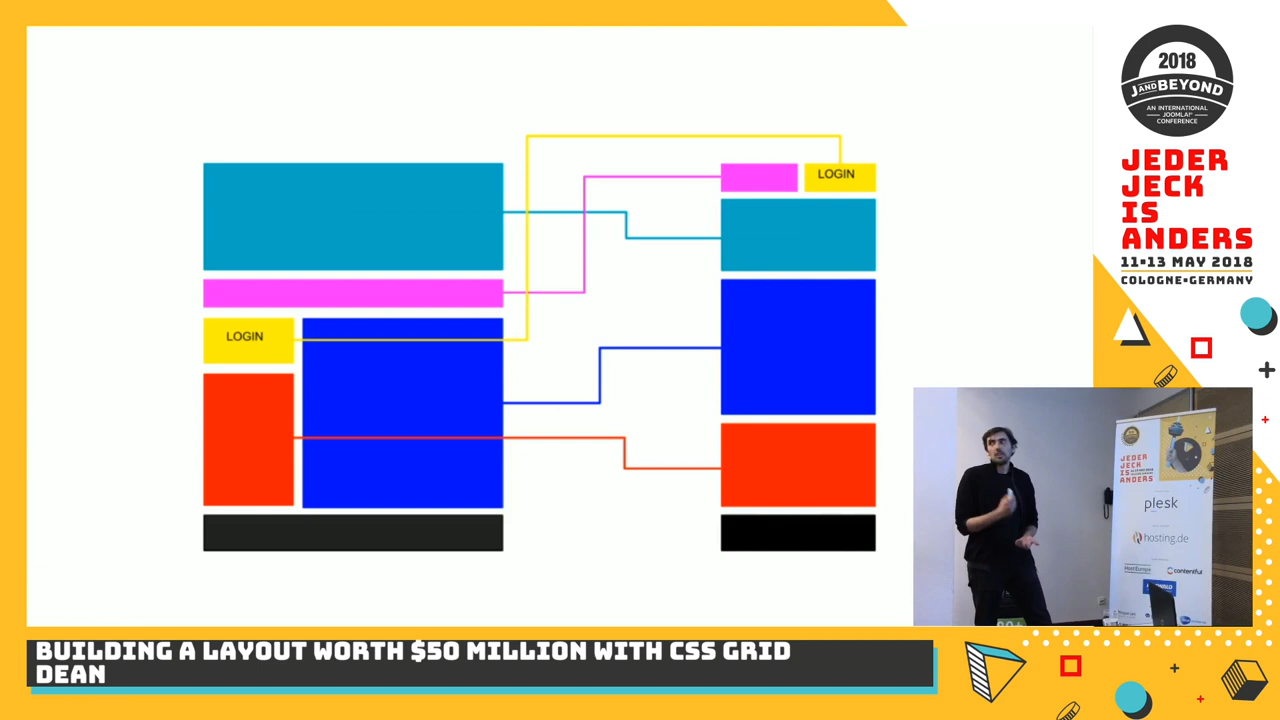 LOGIN
LOGIN
2018
J AND BEYOND
AN INTERNATIONAL
JOOMLA!
CONFERENCE
JEDER
JECK
IS
ANDERS
11-13 MAY 2018
COLOGNE•GERMANY
JEDER
JECK IS
ANDERS
plesk
hosting.de
HostEurope
contentful
BUILDING A LAYOUT WORTH $50 MILLION WITH CSS GRID
DEAN